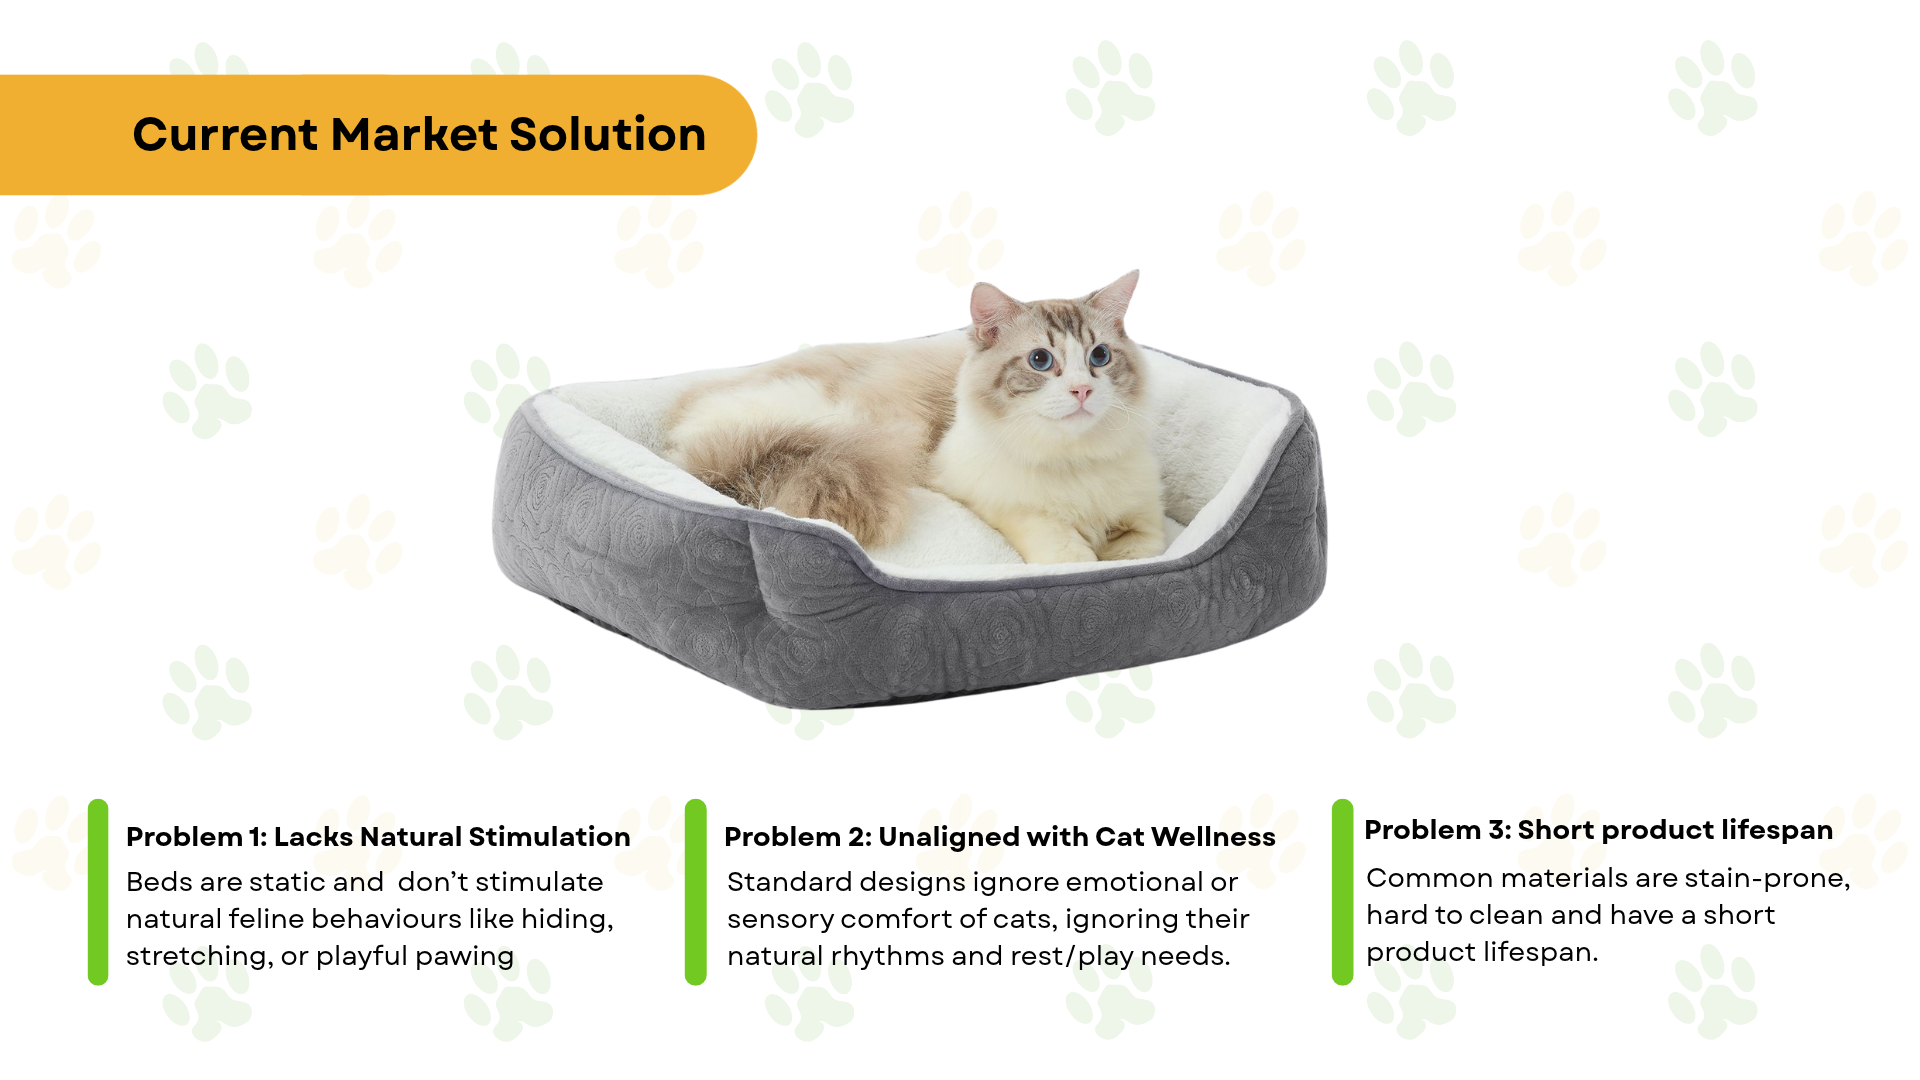 Current Market Solution
Problem 1: Lacks Natural Stimulation
Beds are static and  don’t stimulate
natural feline behaviours like hiding,
stretching, or playful pawing
Problem 2: Unaligned with Cat Wellness
Standard designs ignore emotional or
sensory comfort of cats, ignoring their
natural rhythms and rest/play needs.
Problem 3: Short product lifespan
Common materials are stain-prone,
hard to clean and have a short
product lifespan.